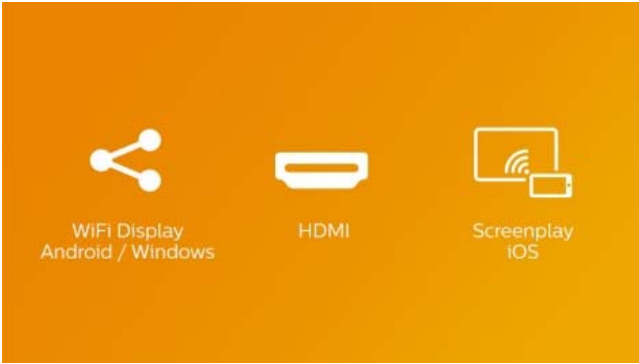 WiFi Display
Android / Windows
HDMI
Screenplay
iOS